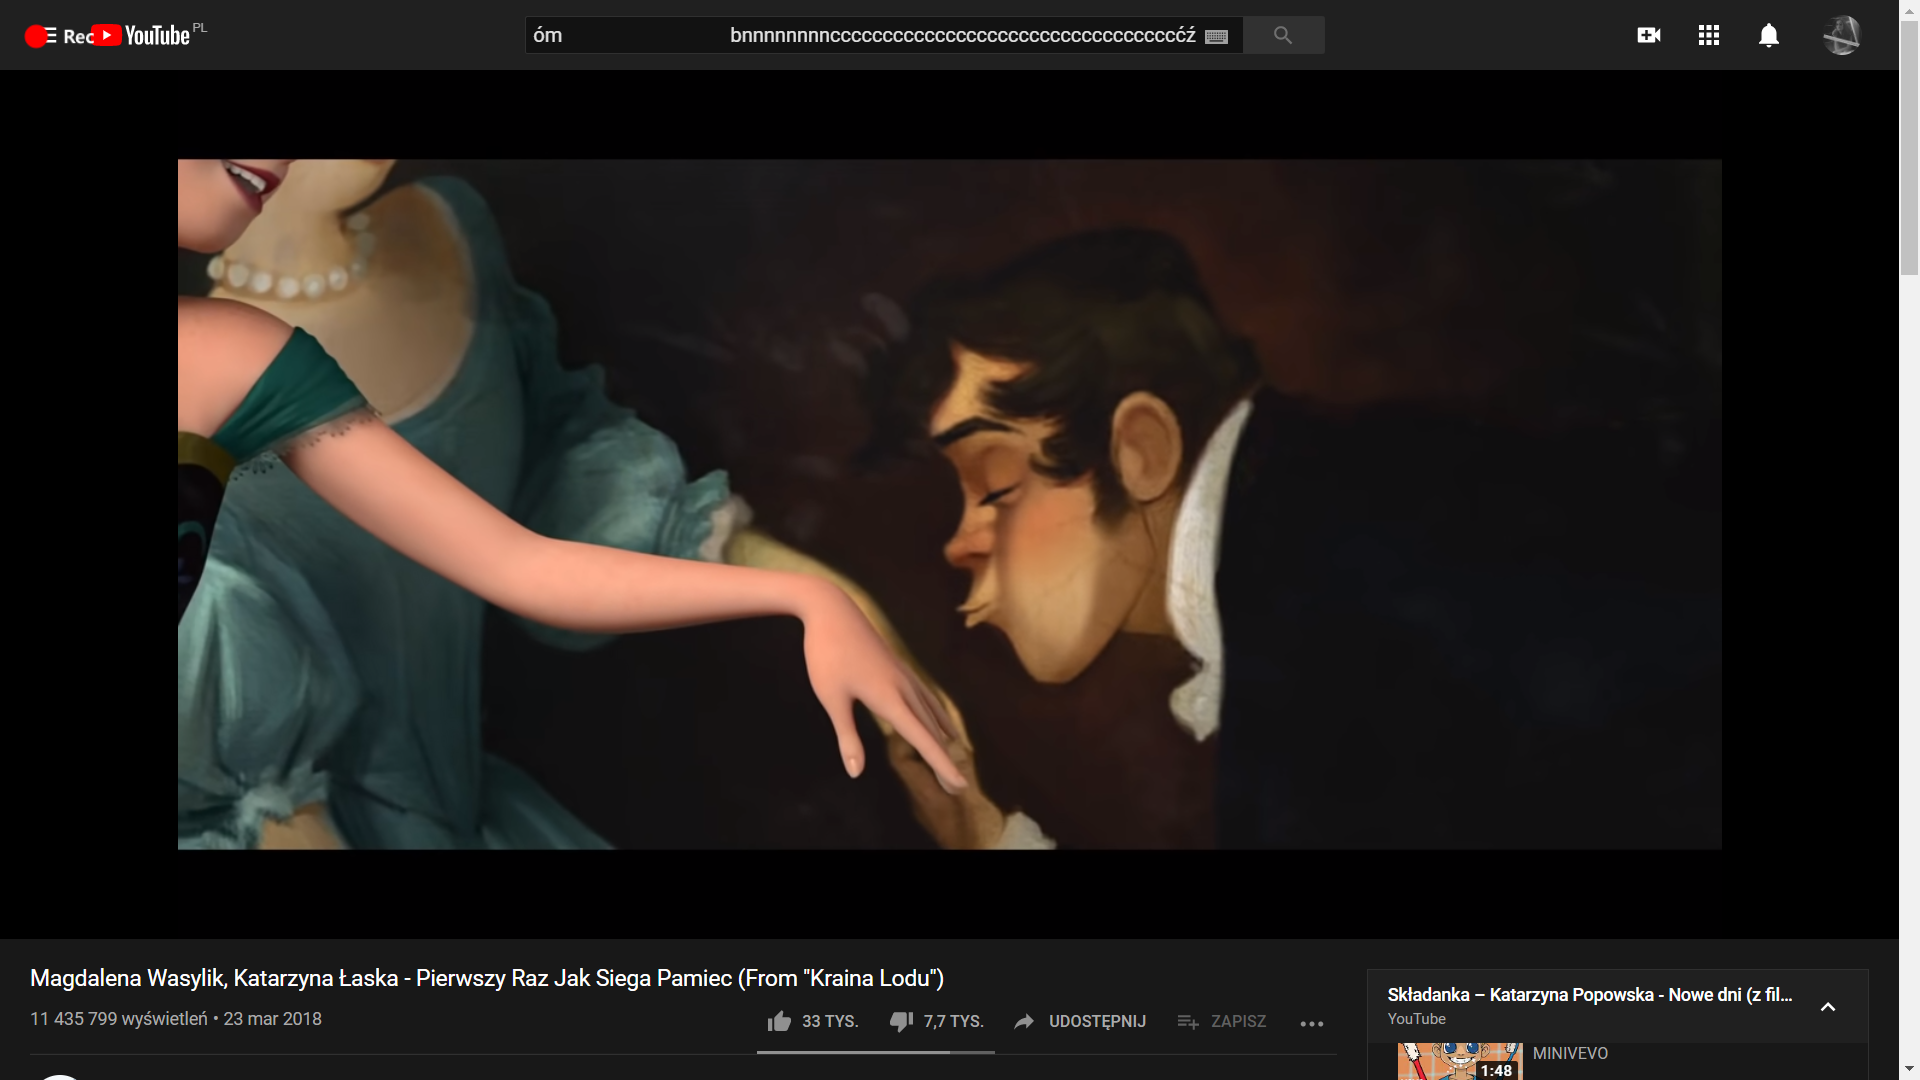 Rec YouTube PL
óm bnnnnnnnnccccccccccccccccccccccccccccccccccćź
Magdalena Wasylik, Katarzyna Łaska - Pierwszy Raz Jak Siega Pamiec (From "Kraina Lodu")
11 435 799 wyświetleń • 23 mar 2018
33 TYS. 7,7 TYS. UDOSTĘPNIJ ZAPISZ
Składanka – Katarzyna Popowska - Nowe dni (z fil...
YouTube
MINIVEVO
1:48